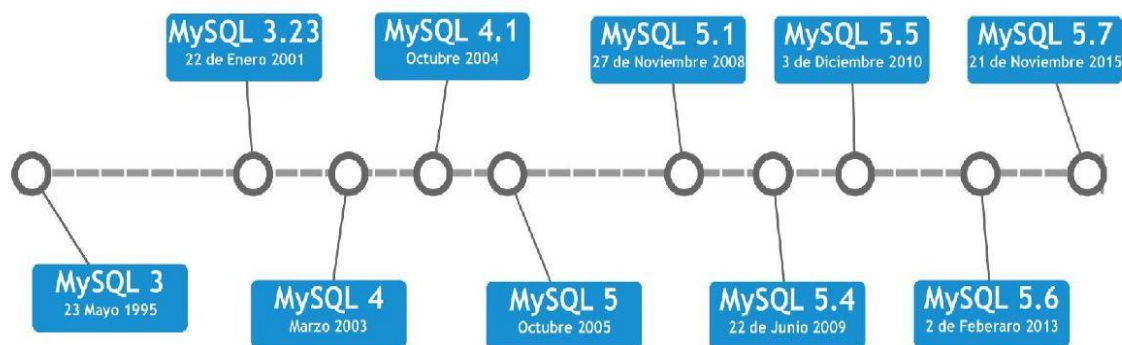 MySQL 3.23
22 de Enero 2001
MySQL 4.1
Octubre 2004
MySQL 5.1
27 de Noviembre 2008
MySQL 5.5
3 de Diciembre 2010
MySQL 5.7
21 de Noviembre 2015
MySQL 3
23 Mayo 1995
MySQL 4
Marzo 2003
MySQL 5
Octubre 2005
MySQL 5.4
22 de Junio 2009
MySQL 5.6
2 de Feberaro 2013